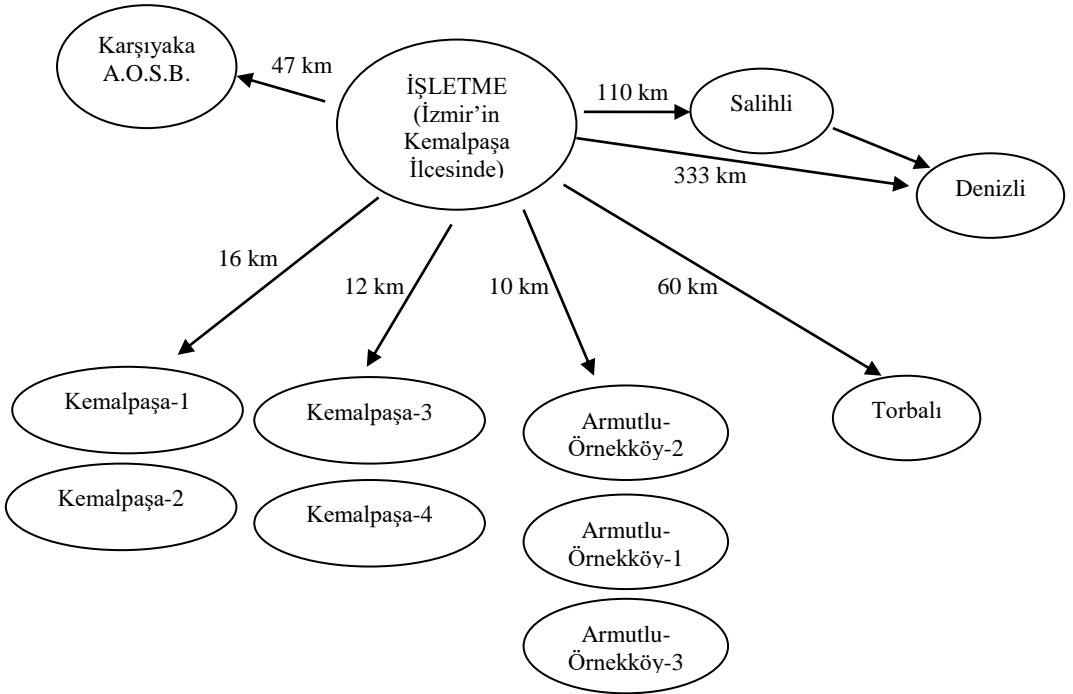 Karşıyaka
A.O.S.B.
47 km
İŞLETME
(İzmir’in
Kemalpaşa
İlcesinde)
110 km
Salihli
333 km
Denizli
16 km
12 km
10 km
60 km
Kemalpaşa-1
Kemalpaşa-2
Kemalpaşa-3
Kemalpaşa-4
Armutlu-
Örnekköy-2
Armutlu-
Örnekköy-1
Armutlu-
Örnekköy-3
Torbalı